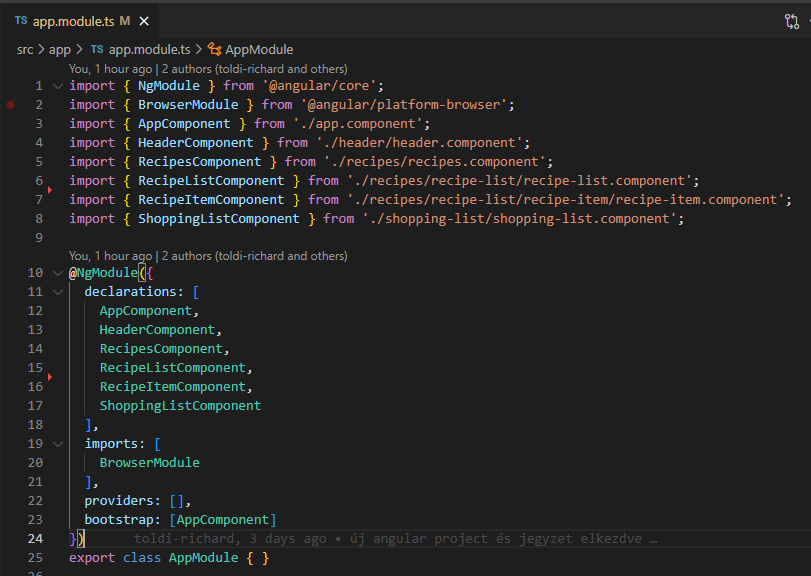 TS app.module.ts M ×
src > app > TS app.module.ts > AppModule
You, 1 hour ago | 2 authors (toldi-richard and others)
1 import { NgModule } from '@angular/core';
2 import { BrowserModule } from '@angular/platform-browser';
3 import { AppComponent } from './app.component';
4 import { HeaderComponent } from './header/header.component';
5 import { RecipesComponent } from './recipes/recipes.component';
6 import { RecipeListComponent } from './recipes/recipe-list/recipe-list.component';
7 import { RecipeItemComponent } from './recipes/recipe-list/recipe-item/recipe-item.component';
8 import { ShoppingListComponent } from './shopping-list/shopping-list.component';
9
You, 1 hour ago | 2 authors (toldi-richard and others)
10 @NgModule({
11 declarations: [
12 AppComponent,
13 HeaderComponent,
14 RecipesComponent,
15 RecipeListComponent,
16 RecipeItemComponent,
17 ShoppingListComponent
18 ],
19 imports: [
20 BrowserModule
21 ],
22 providers: [],
23 bootstrap: [AppComponent]
24 }) toldi-richard, 3 days ago • új angular project és jegyzet elkezdve …
25 export class AppModule { }
26